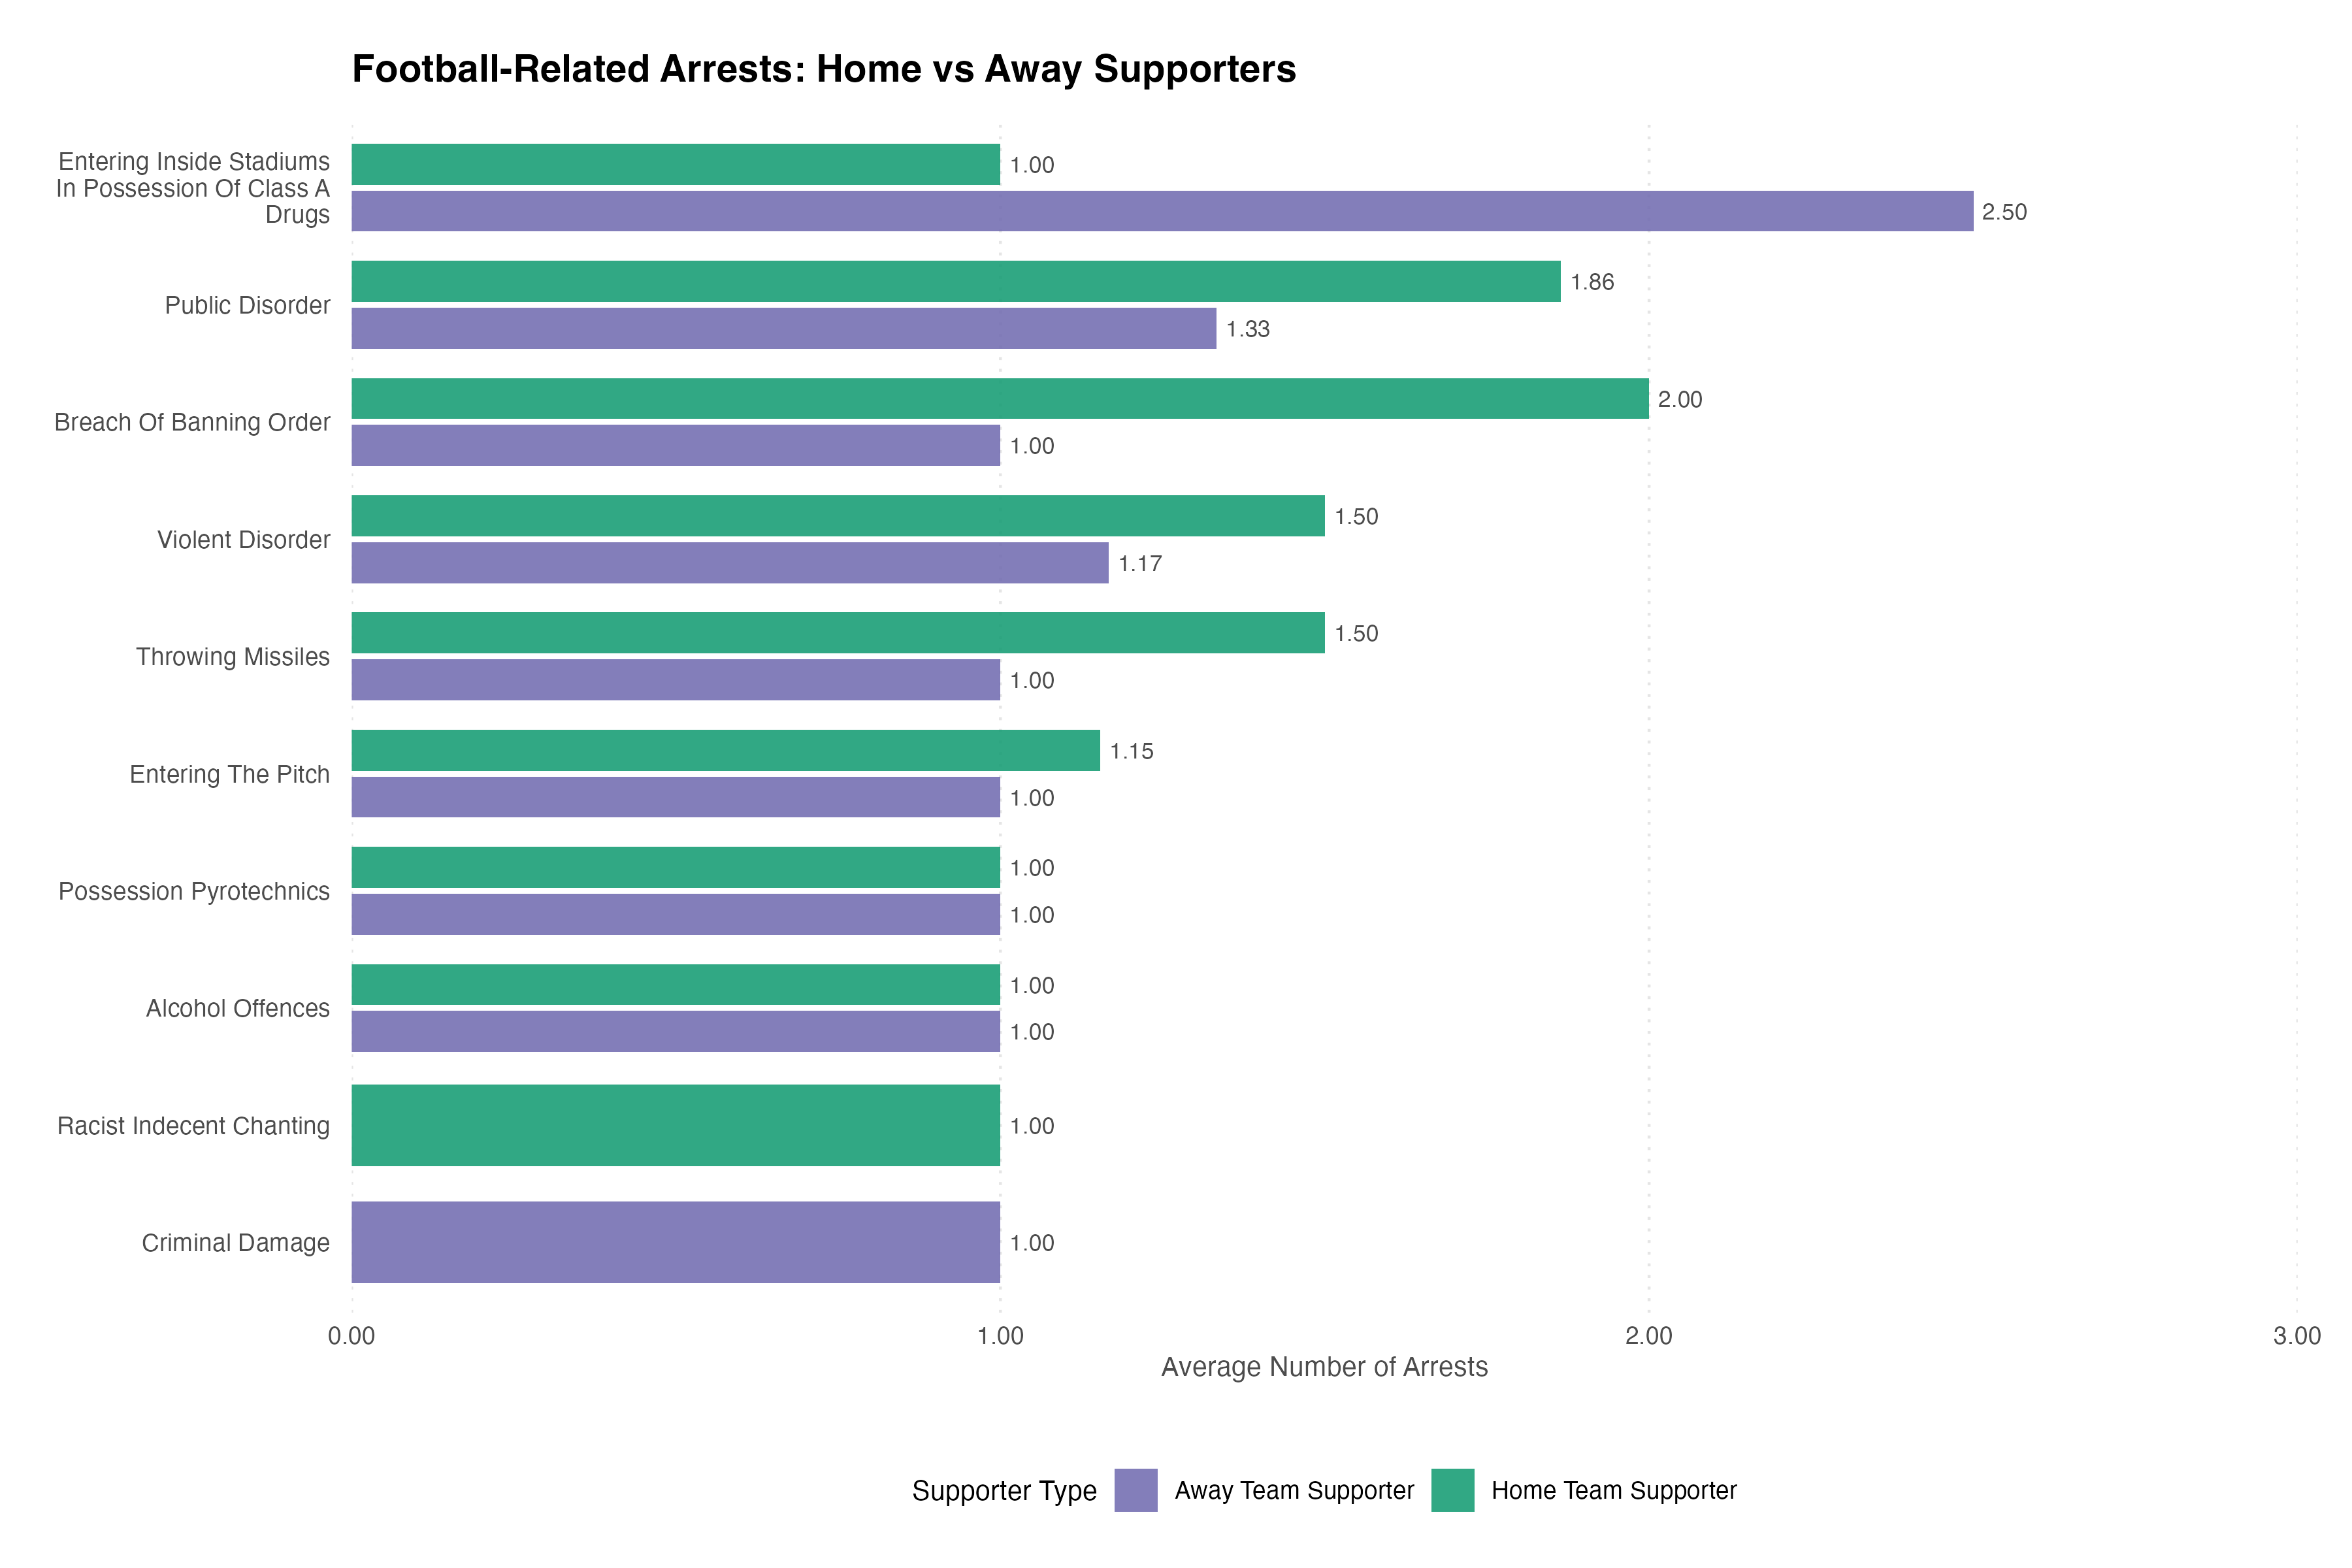 Football-Related Arrests: Home vs Away Supporters
Entering Inside Stadiums
In Possession Of Class A
Drugs
1.00
2.50
Public Disorder
1.86
1.33
Breach Of Banning Order
2.00
1.00
Violent Disorder
1.50
1.17
Throwing Missiles
1.50
1.00
Entering The Pitch
1.15
1.00
Possession Pyrotechnics
1.00
1.00
Alcohol Offences
1.00
1.00
Racist Indecent Chanting
1.00
Criminal Damage
1.00
0.00 1.00 2.00 3.00
Average Number of Arrests
Supporter Type Away Team Supporter Home Team Supporter